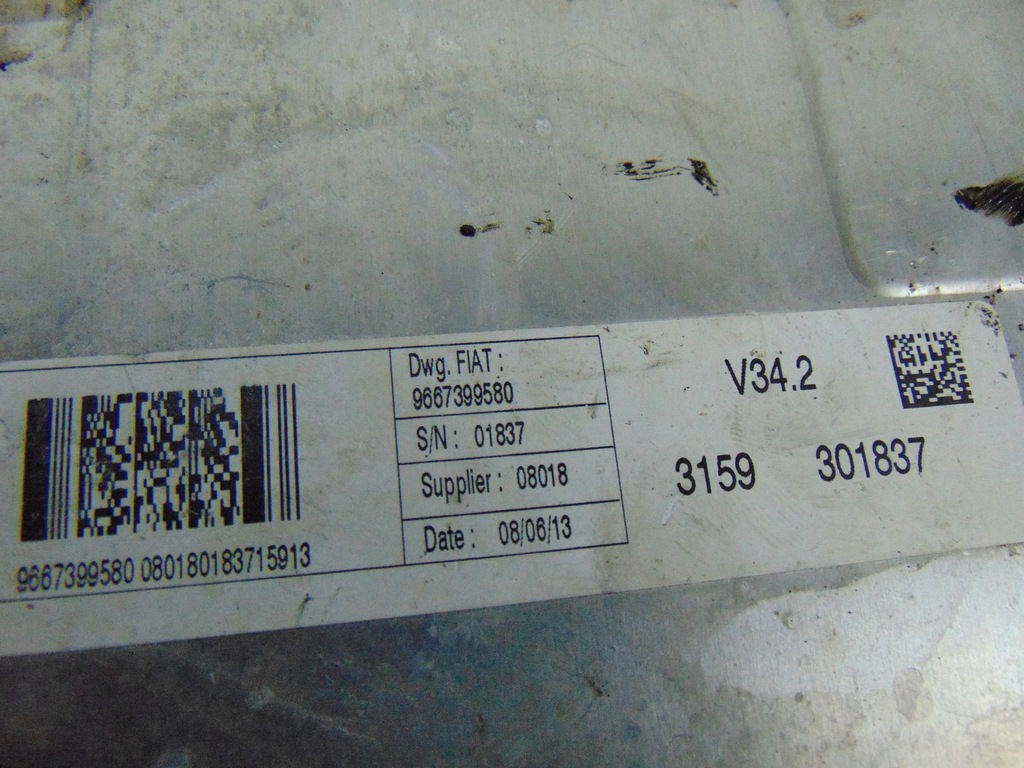 Dwg. FIAT :
9667399580
S/N : 01837
Supplier : 08018
Date : 08/06/13
9667399580 080180183715913
V34.2
3159 301837